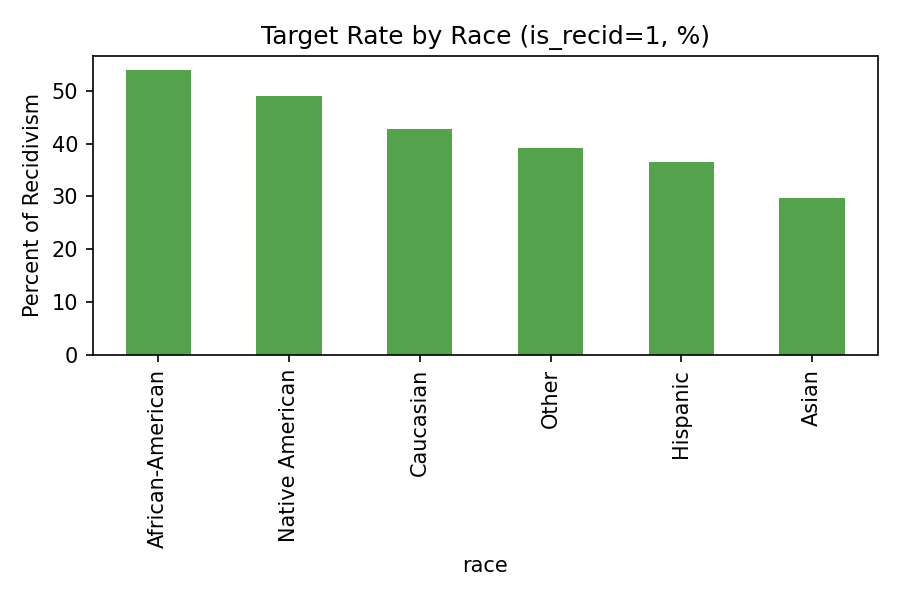 Target Rate by Race (is_recid=1, %)
Percent of Recidivism
50
40
30
20
10
0
African-American
Native American
Caucasian
Other
Hispanic
Asian
race